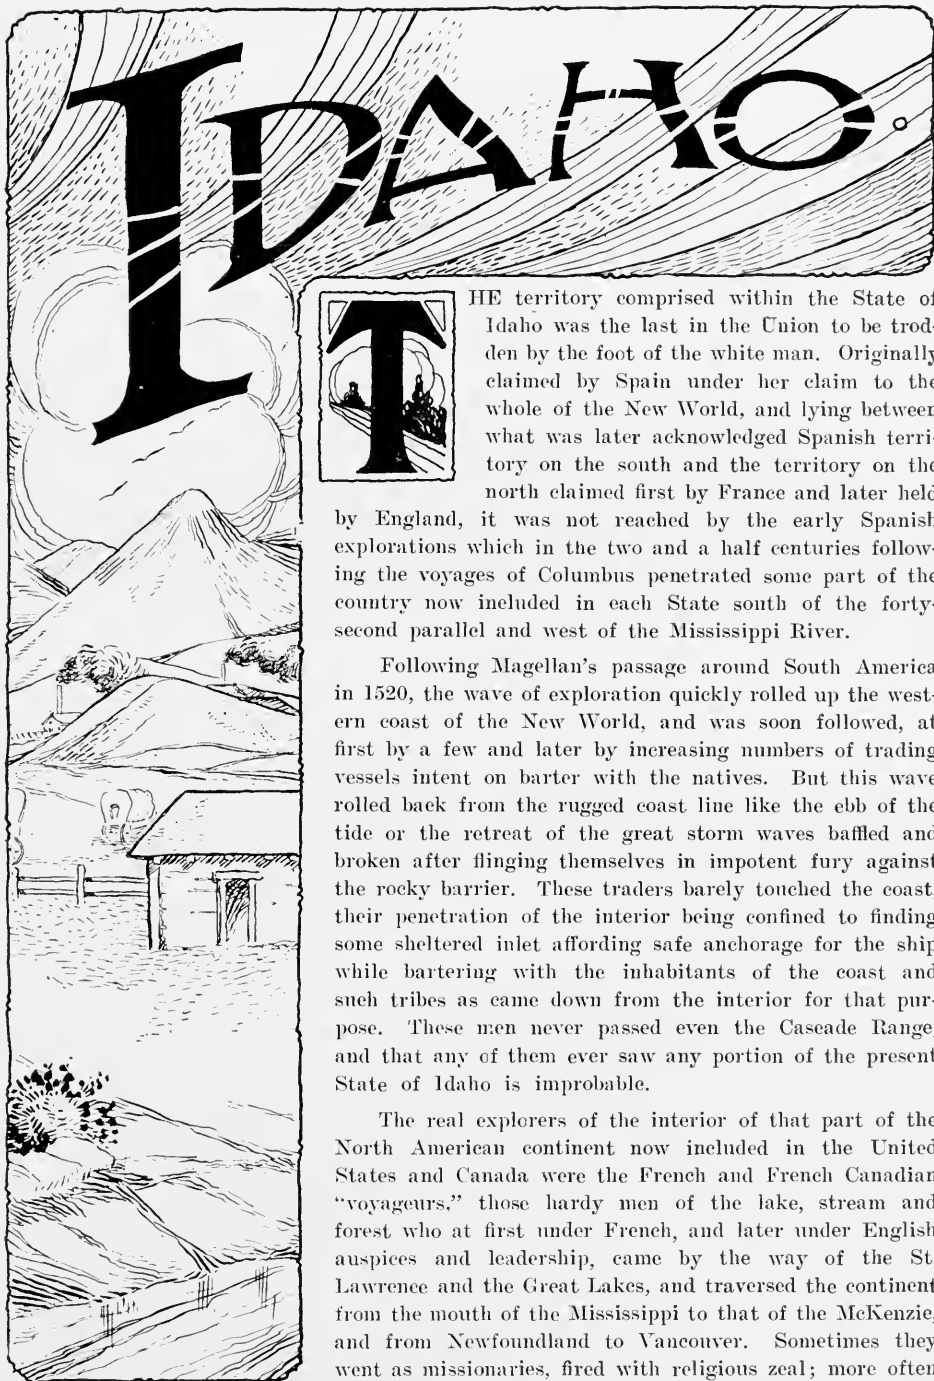 IDAHO.
THE territory comprised within the State of
Idaho was the last in the Union to be trod-
den by the foot of the white man. Originally
claimed by Spain under her claim to the
whole of the New World, and lying between
what was later acknowledged Spanish terri-
tory on the south and the territory on the
north claimed first by France and later held
by England, it was not reached by the early Spanish
explorations which in the two and a half centuries follow-
ing the voyages of Columbus penetrated some part of the
country now included in each State south of the forty-
second parallel and west of the Mississippi River.
Following Magellan's passage around South America
in 1520, the wave of exploration quickly rolled up the west-
ern coast of the New World, and was soon followed, at
first by a few and later by increasing numbers of trading
vessels intent on barter with the natives. But this wave
rolled back from the rugged coast line like the ebb of the
tide or the retreat of the great storm waves baffled and
broken after flinging themselves in impotent fury against
the rocky barrier. These traders barely touched the coast,
their penetration of the interior being confined to finding
some sheltered inlet affording safe anchorage for the ship
while bartering with the inhabitants of the coast and
such tribes as came down from the interior for that pur-
pose. These men never passed even the Cascade Range,
and that any of them ever saw any portion of the present
State of Idaho is improbable.
The real explorers of the interior of that part of the
North American continent now included in the United
States and Canada were the French and French Canadian
"voyageurs," those hardy men of the lake, stream and
forest who at first under French, and later under English
auspices and leadership, came by the way of the St.
Lawrence and the Great Lakes, and traversed the continent
from the mouth of the Mississippi to that of the McKenzie,
and from Newfoundland to Vancouver. Sometimes they
went as missionaries, fired with religious zeal; more often